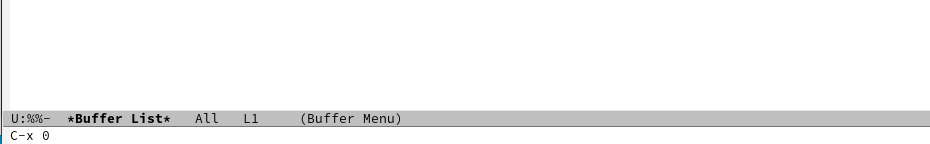 U:%%-  *Buffer List*   All   L1     (Buffer Menu)
C-x 0